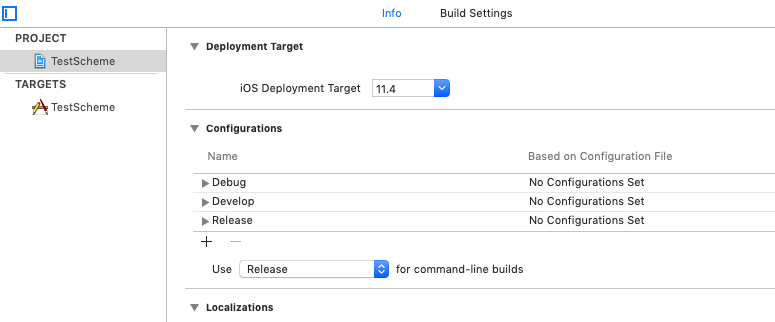 Info Build Settings
PROJECT
TestScheme
TARGETS
TestScheme
Deployment Target
iOS Deployment Target 11.4
Configurations
Name Based on Configuration File
Debug No Configurations Set
Develop No Configurations Set
Release No Configurations Set
Use Release for command-line builds
Localizations